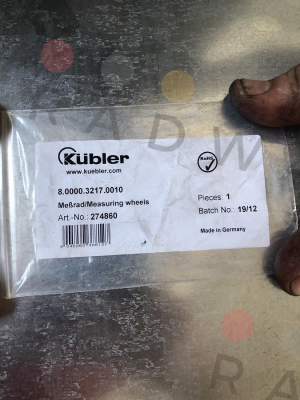 Kübler
www.kuebler.com
RoHS
8.0000.3217.0010
Meßrad/Measuring wheels
Pieces: 1
Art.-No.: 274860
Batch No.: 19/12
Made in Germany